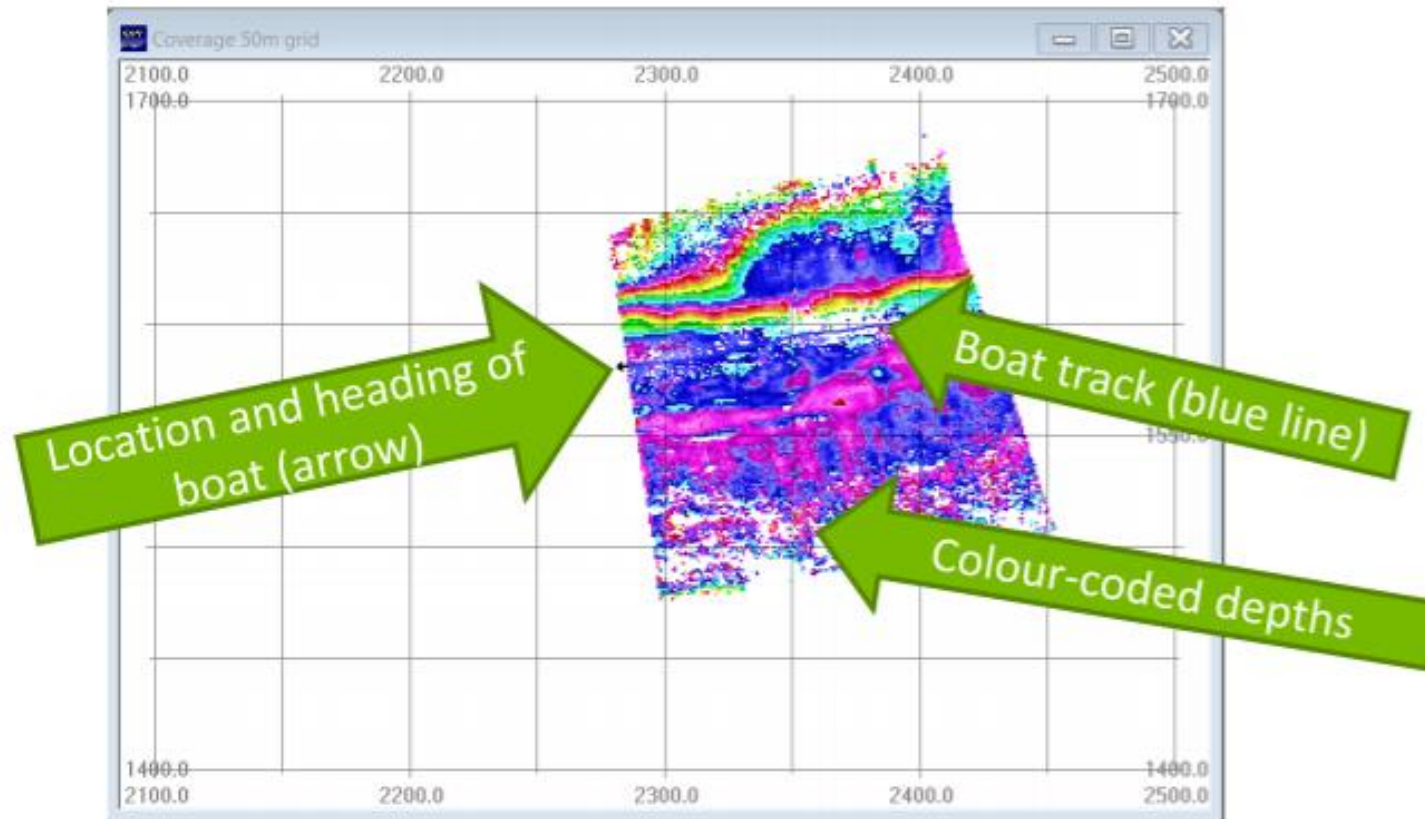 Coverage 50m grid
2100.0 2200.0 2300.0 2400.0 2500.0
1700.0 1700.0
Location and heading of
boat (arrow)
Boat track (blue line)
Colour-coded depths
1400.0 1400.0
2100.0 2200.0 2300.0 2400.0 2500.0